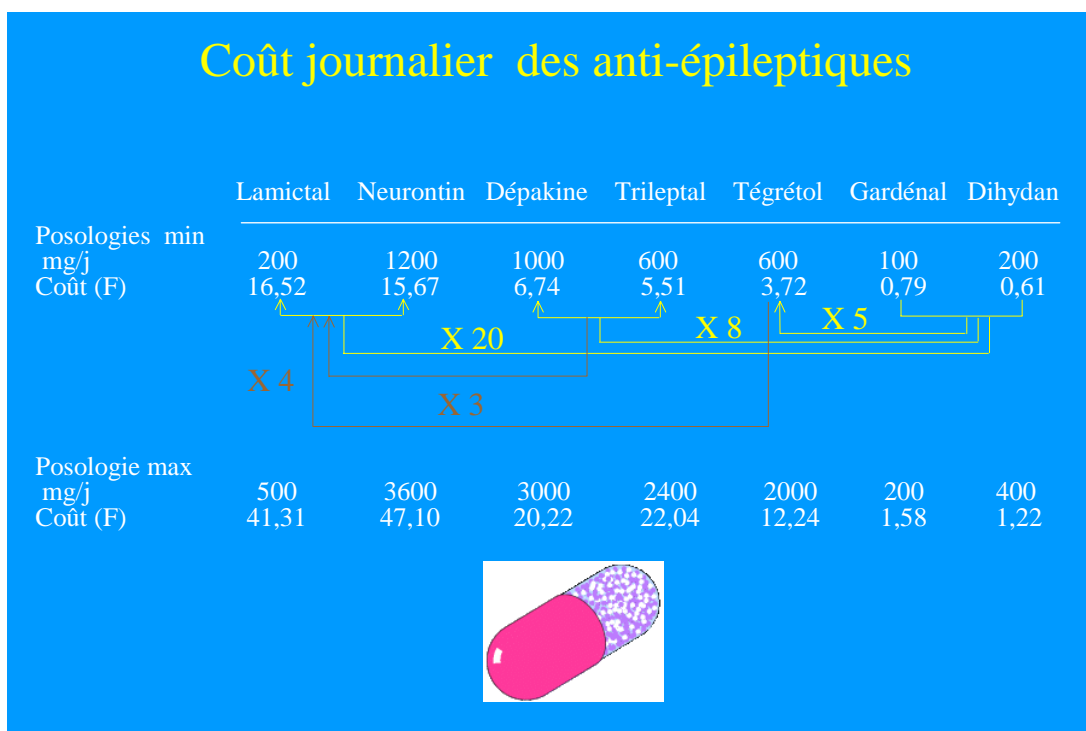 Coût journalier des anti-épileptiques
Lamictal Neurontin Dépakine Trileptal Tégrétol Gardénal Dihydan
Posologies min
mg/j 200 1200 1000 600 600 100 200
Coût (F) 16,52 15,67 6,74 5,51 3,72 0,79 0,61
X 20 X 8 X 5
X 4
X 3
Posologie max
mg/j 500 3600 3000 2400 2000 200 400
Coût (F) 41,31 47,10 20,22 22,04 12,24 1,58 1,22